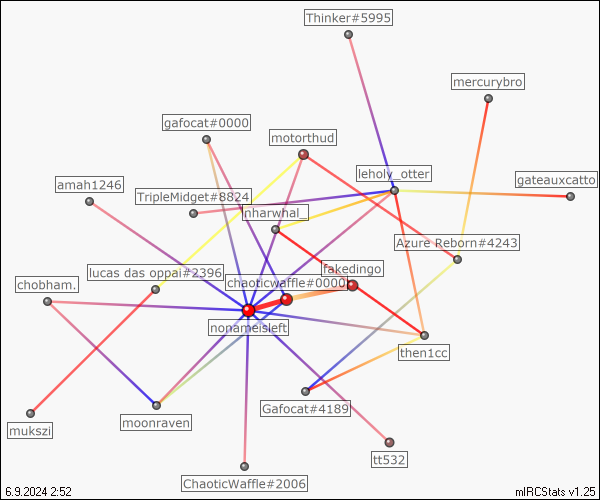 Thinker#5995
mercurybro
gafocat#0000
motorthud
leholy_otter
gateauxcatto
amah1246
TripleMidget#8824
nharwhal_
Azure Reborn#4243
lucas das oppai#2396
fakedingo
chobham.
chaoticwaffle#0000
nonameisleft
then1cc
Gafocat#4189
moonraven
mukszi
tt532
ChaoticWaffle#2006
6.9.2024 2:52
mIRCStats v1.25